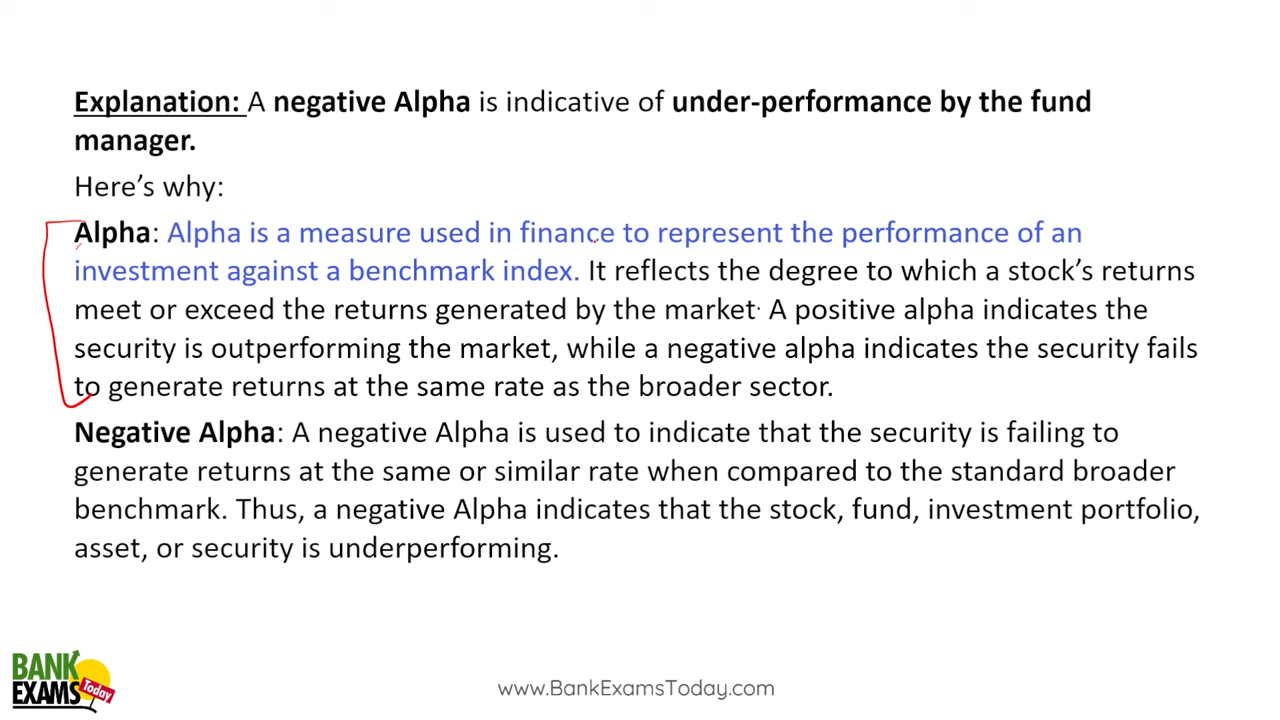 Explanation: A negative Alpha is indicative of under-performance by the fund
manager.
Here’s why:
Alpha: Alpha is a measure used in finance to represent the performance of an
investment against a benchmark index. It reflects the degree to which a stock’s returns
meet or exceed the returns generated by the market. A positive alpha indicates the
security is outperforming the market, while a negative alpha indicates the security fails
to generate returns at the same rate as the broader sector.
Negative Alpha: A negative Alpha is used to indicate that the security is failing to
generate returns at the same or similar rate when compared to the standard broader
benchmark. Thus, a negative Alpha indicates that the stock, fund, investment portfolio,
asset, or security is underperforming.
BANK
EXAMS
Today
www.BankExamsToday.com